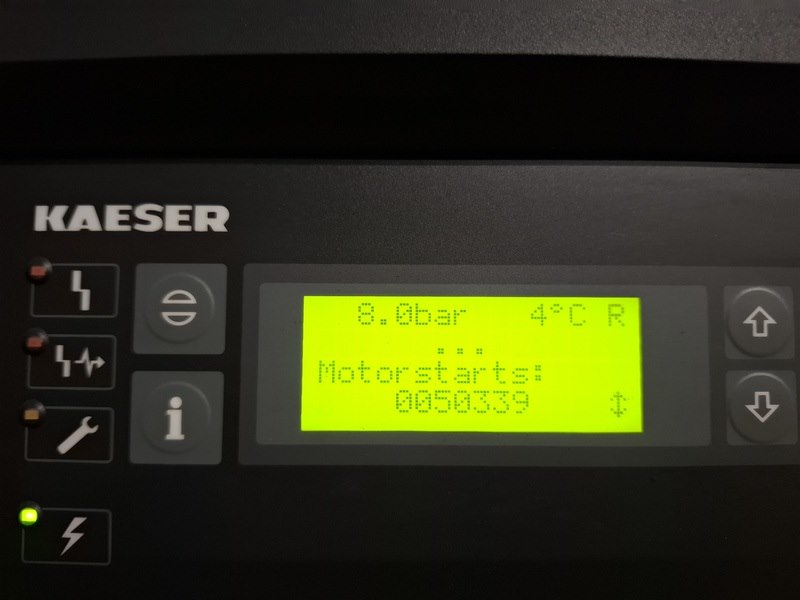 KAESER
8.0bar 4°C R
...
Motorstarts:
0050339
i